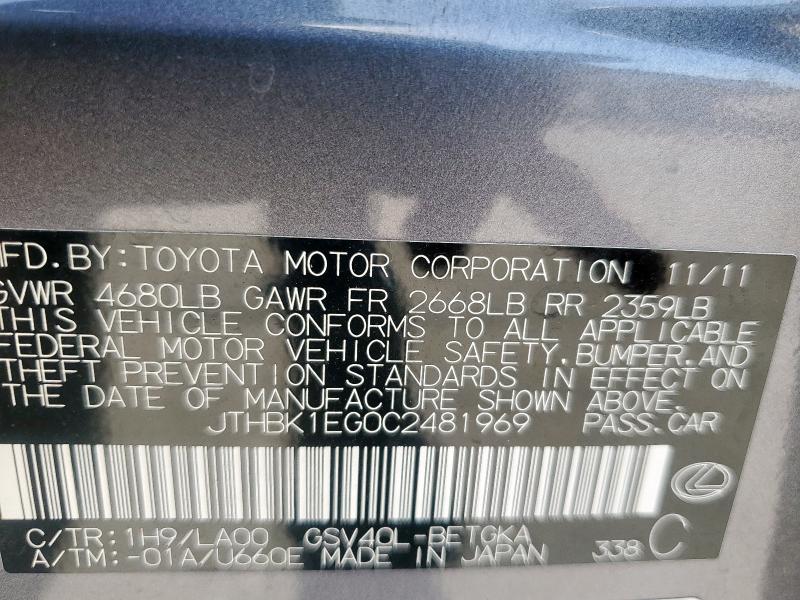 MFD. BY: TOYOTA MOTOR CORPORATION 11/11
GVWR 4680LB GAWR FR 2668LB RR 2359LB
THIS VEHICLE CONFORMS TO ALL APPLICABLE
FEDERAL MOTOR VEHICLE SAFETY, BUMPER, AND
THEFT PREVENTION STANDARDS IN EFFECT ON
THE DATE OF MANUFACTURE SHOWN ABOVE.
JTHBK1EG0C2481969 PASS.CAR
C/TR: 1H9/LA00 GSV40L-BETGKA
A/TM: -01A/U660E MADE IN JAPAN 338 C